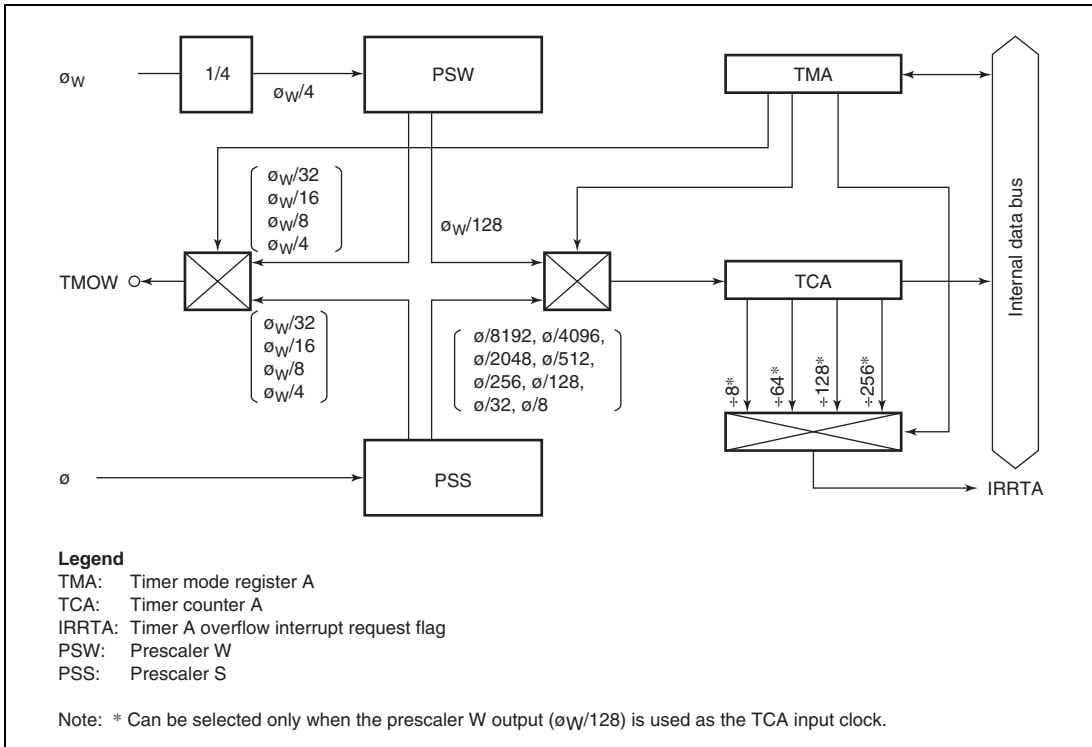 øW
1/4
øW/4
PSW
TMA
øW/32
øW/16
øW/8
øW/4
øW/128
TMOW
TCA
Internal data bus
øW/32
øW/16
øW/8
øW/4
ø/8192, ø/4096,
ø/2048, ø/512,
ø/256, ø/128,
ø/32, ø/8
÷8*
÷64*
÷128*
÷256*
ø
PSS
IRRTA
Legend
TMA: Timer mode register A
TCA: Timer counter A
IRRTA: Timer A overflow interrupt request flag
PSW: Prescaler W
PSS: Prescaler S
Note: * Can be selected only when the prescaler W output (øW/128) is used as the TCA input clock.